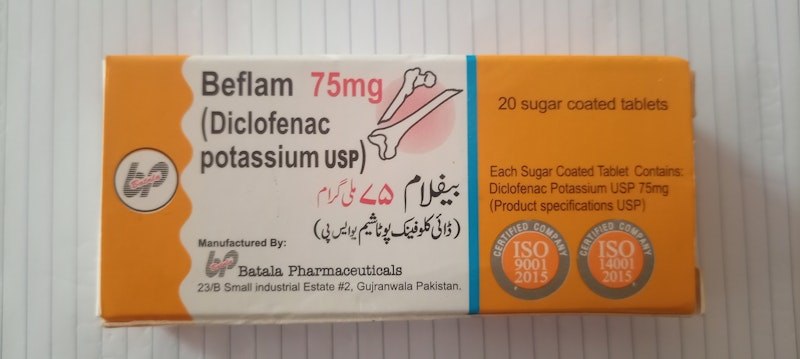 Beflam 75mg
(Diclofenac
potassium USP)
بیفلام ۷۵ ملی گرام
(ڈائی کلوفینک پوٹاشیم یو ایس پی)
Manufactured By:
Batala Pharmaceuticals
23/B Small industrial Estate #2, Gujranwala Pakistan.
20 sugar coated tablets
Each Sugar Coated Tablet Contains:
Diclofenac Potassium USP 75mg
(Product specifications USP)
CERTIFIED COMPANY
ISO
9001
2015
CERTIFIED COMPANY
ISO
14001
2015
bp